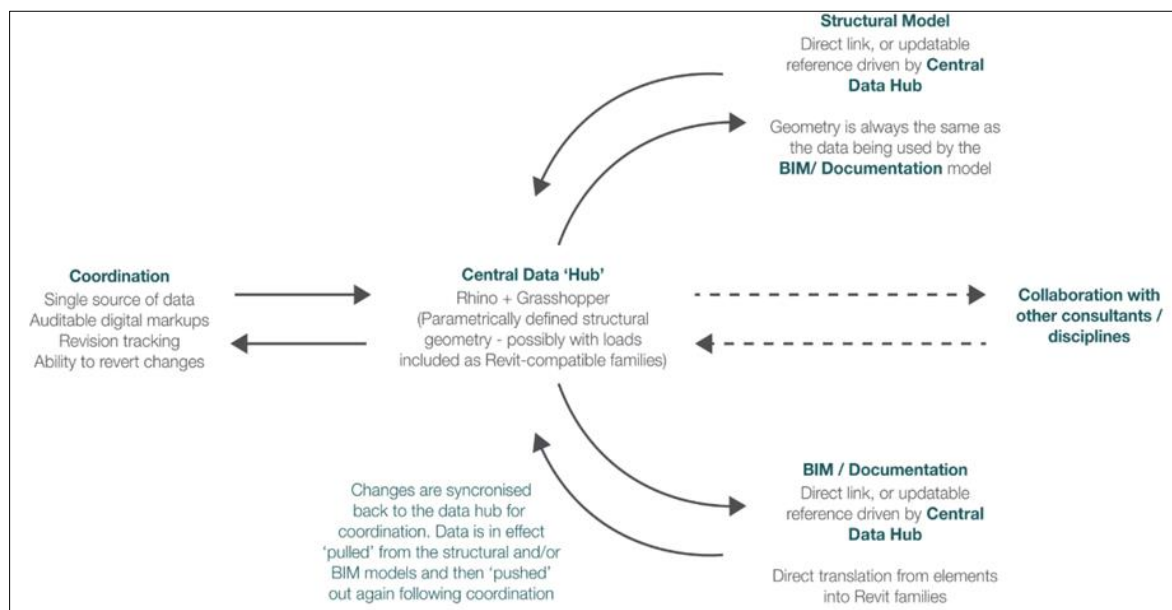 Structural Model
Direct link, or updatable
reference driven by Central
Data Hub
Geometry is always the same as
the data being used by the
BIM/ Documentation model
Coordination
Single source of data
Auditable digital markups
Revision tracking
Ability to revert changes
Central Data ‘Hub’
Rhino + Grasshopper
(Parametrically defined structural
geometry - possibly with loads
included as Revit-compatible families)
Collaboration with
other consultants /
disciplines
Changes are syncronised
back to the data hub for
coordination. Data is in effect
‘pulled’ from the structural and/or
BIM models and then ‘pushed’
out again following coordination
BIM / Documentation
Direct link, or updatable
reference driven by Central
Data Hub
Direct translation from elements
into Revit families